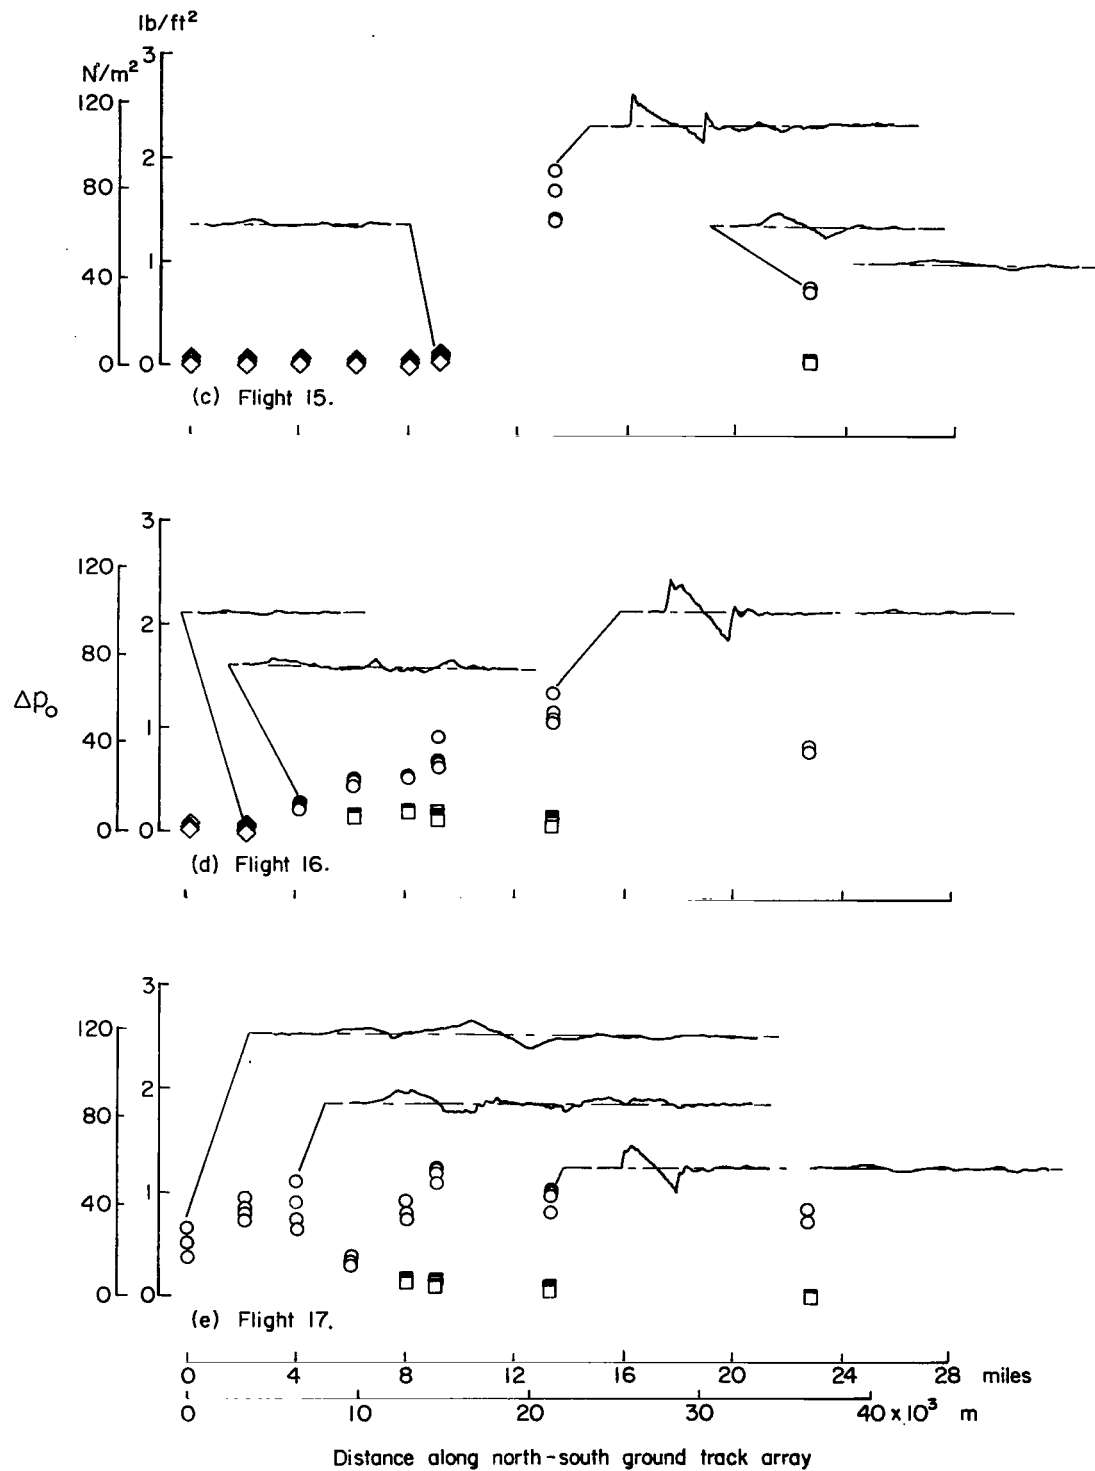 lb/ft²
N/m²
3
120
2
80
1
40
0
0
(c) Flight 15.
3
120
2
80
Δp₀
1
40
0
0
(d) Flight 16.
3
120
2
80
1
40
0
0
(e) Flight 17.
0 4 8 12 16 20 24 28 miles
0 10 20 30 40 x 10³ m
Distance along north-south ground track array